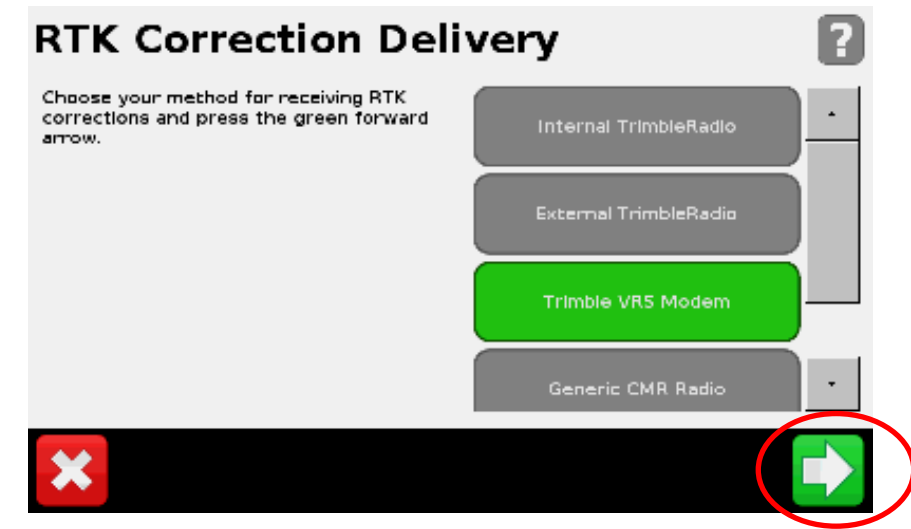 RTK Correction Delivery
?
Choose your method for receiving RTK
corrections and press the green forward
arrow.
Internal TrimbleRadio
External TrimbleRadio
Trimble VRS Modem
Generic CMR Radio